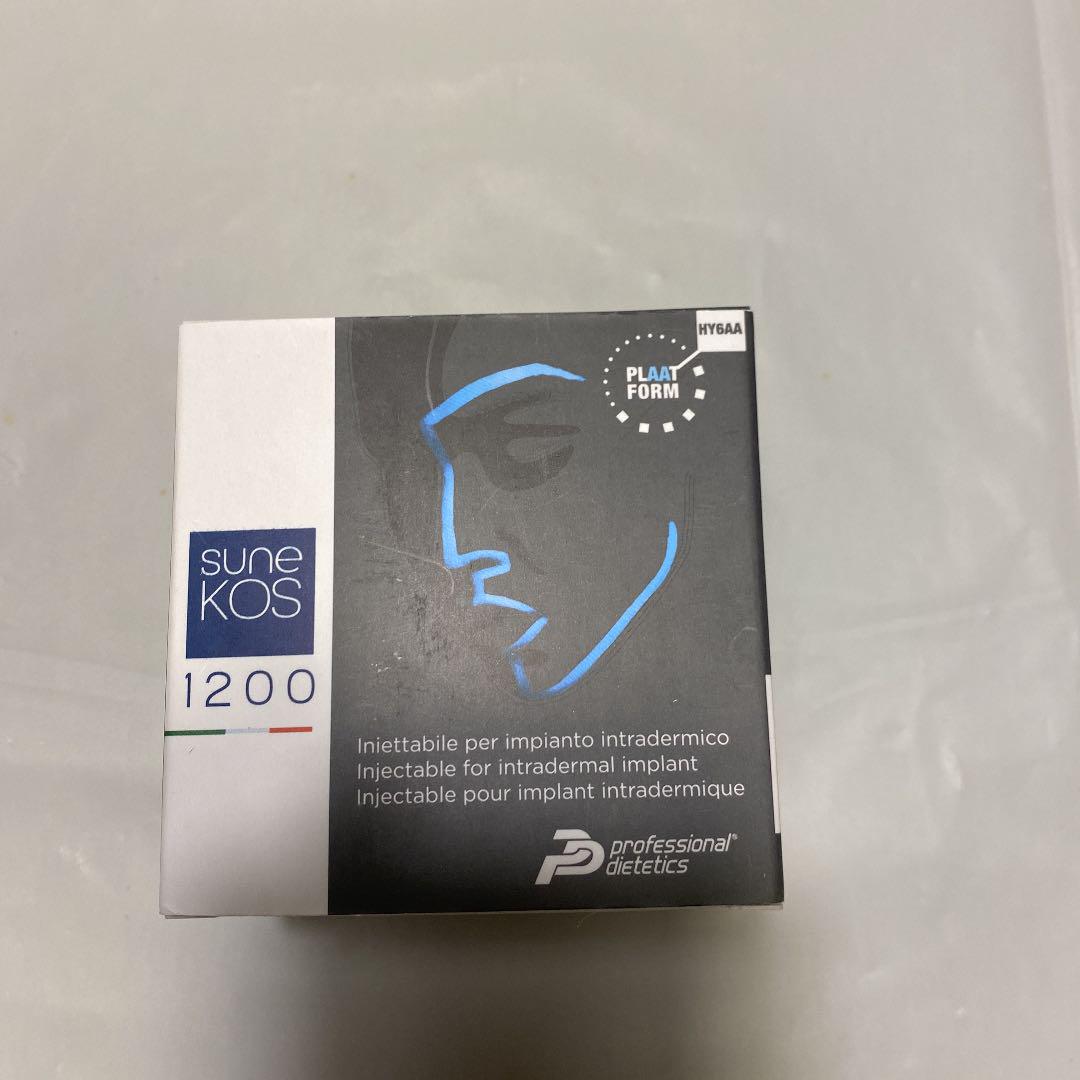 HY6AA
PLAAT
FORM
sune
KOS
1200
Iniettabile per impianto intradermico
Injectable for intradermal implant
Injectable pour implant intradermique
professional®
dietetics